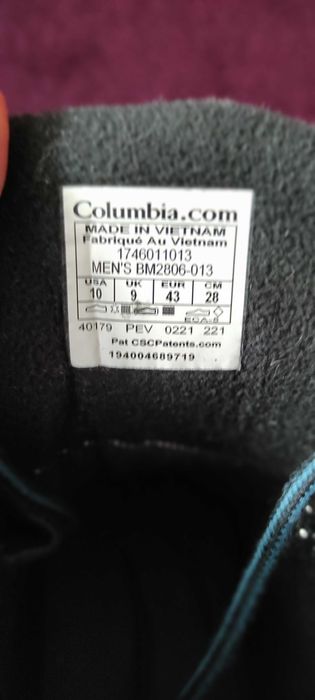 Columbia.com
MADE IN VIETNAM
Fabriqué Au Vietnam
1746011013
MEN'S BM2806-013
USA UK EUR CM
10 9 43 28
40179 PEV 0221 221
Pat CSCPatents.com
194004689719